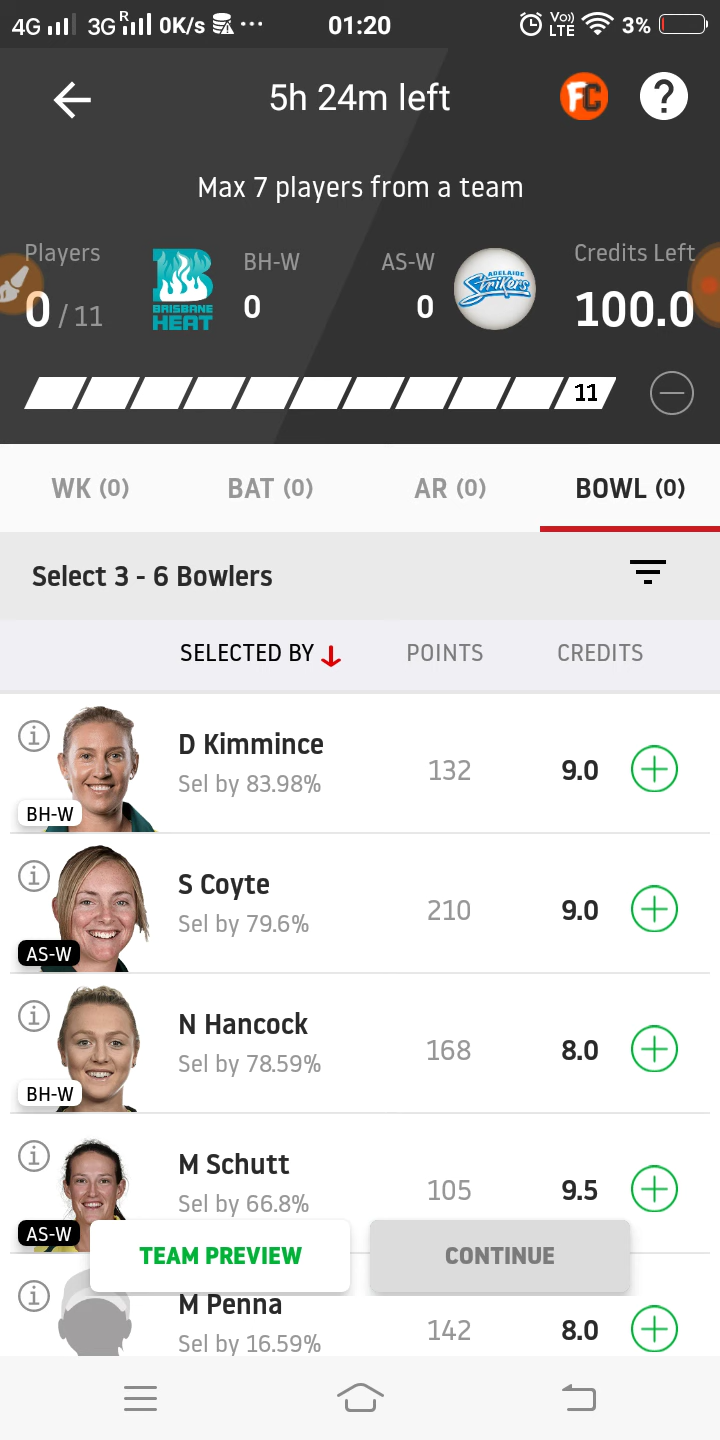 4G 3G R 0K/s ... 01:20 Vo) LTE 3%
5h 24m left FC ?
Max 7 players from a team
Players BH-W AS-W Credits Left
0 / 11 BRISBANE HEAT 0 0 ADELAIDE Strikers 100.0
11
WK (0) BAT (0) AR (0) BOWL (0)
Select 3 - 6 Bowlers
SELECTED BY POINTS CREDITS
D Kimmince
Sel by 83.98% 132 9.0
BH-W
S Coyte
Sel by 79.6% 210 9.0
AS-W
N Hancock
Sel by 78.59% 168 8.0
BH-W
M Schutt
Sel by 66.8% 105 9.5
AS-W
TEAM PREVIEW CONTINUE
M Penna
Sel by 16.59% 142 8.0